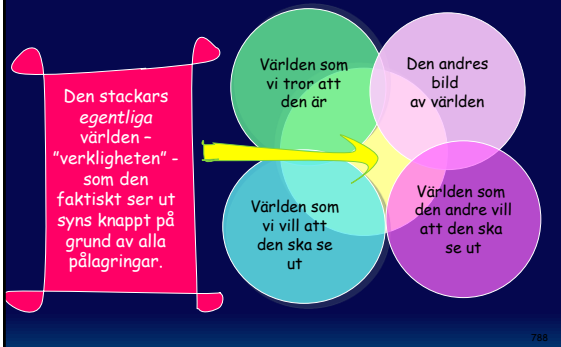 Den stackars
egentliga
världen –
"verkligheten" -
som den
faktiskt ser ut
syns knappt på
grund av alla
pålagringar.
Världen som
vi tror att
den är
Den andres
bild
av världen
Världen som
vi vill att
den ska se
ut
Världen som
den andre vill
att den ska
se ut
788